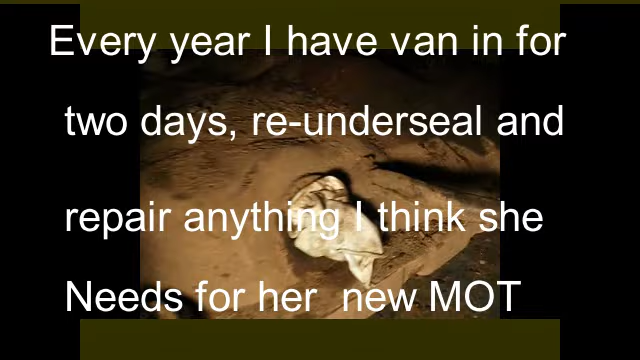 Every year I have van in for
two days, re-underseal and
repair anything I think she
Needs for her  new MOT